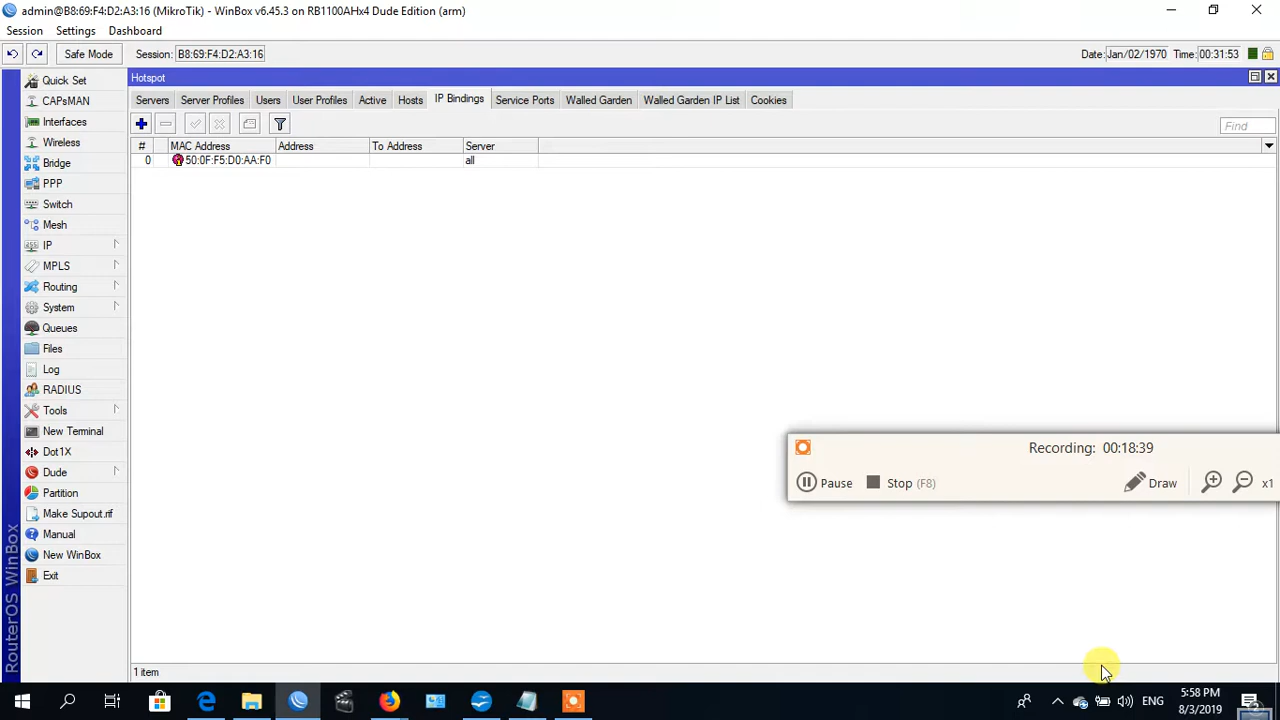 admin@B8:69:F4:D2:A3:16 (MikroTik) - WinBox v6.45.3 on RB1100AHx4 Dude Edition (arm)
Session Settings Dashboard
Safe Mode Session: B8:69:F4:D2:A3:16 Date: Jan/02/1970 Time: 00:31:53
Hotspot
Servers Server Profiles Users User Profiles Active Hosts IP Bindings Service Ports Walled Garden Walled Garden IP List Cookies
Find
# MAC Address Address To Address Server
0 50:0F:F5:D0:AA:F0 all
Quick Set
CAPsMAN
Interfaces
Wireless
Bridge
PPP
Switch
Mesh
IP
MPLS
Routing
System
Queues
Files
Log
RADIUS
Tools
New Terminal
Dot1X
Dude
Partition
Make Supout.rif
Manual
New WinBox
Exit
RouterOS WinBox
Recording: 00:18:39
Pause Stop (F8) Draw x1
1 item
ENG
5:58 PM
8/3/2019